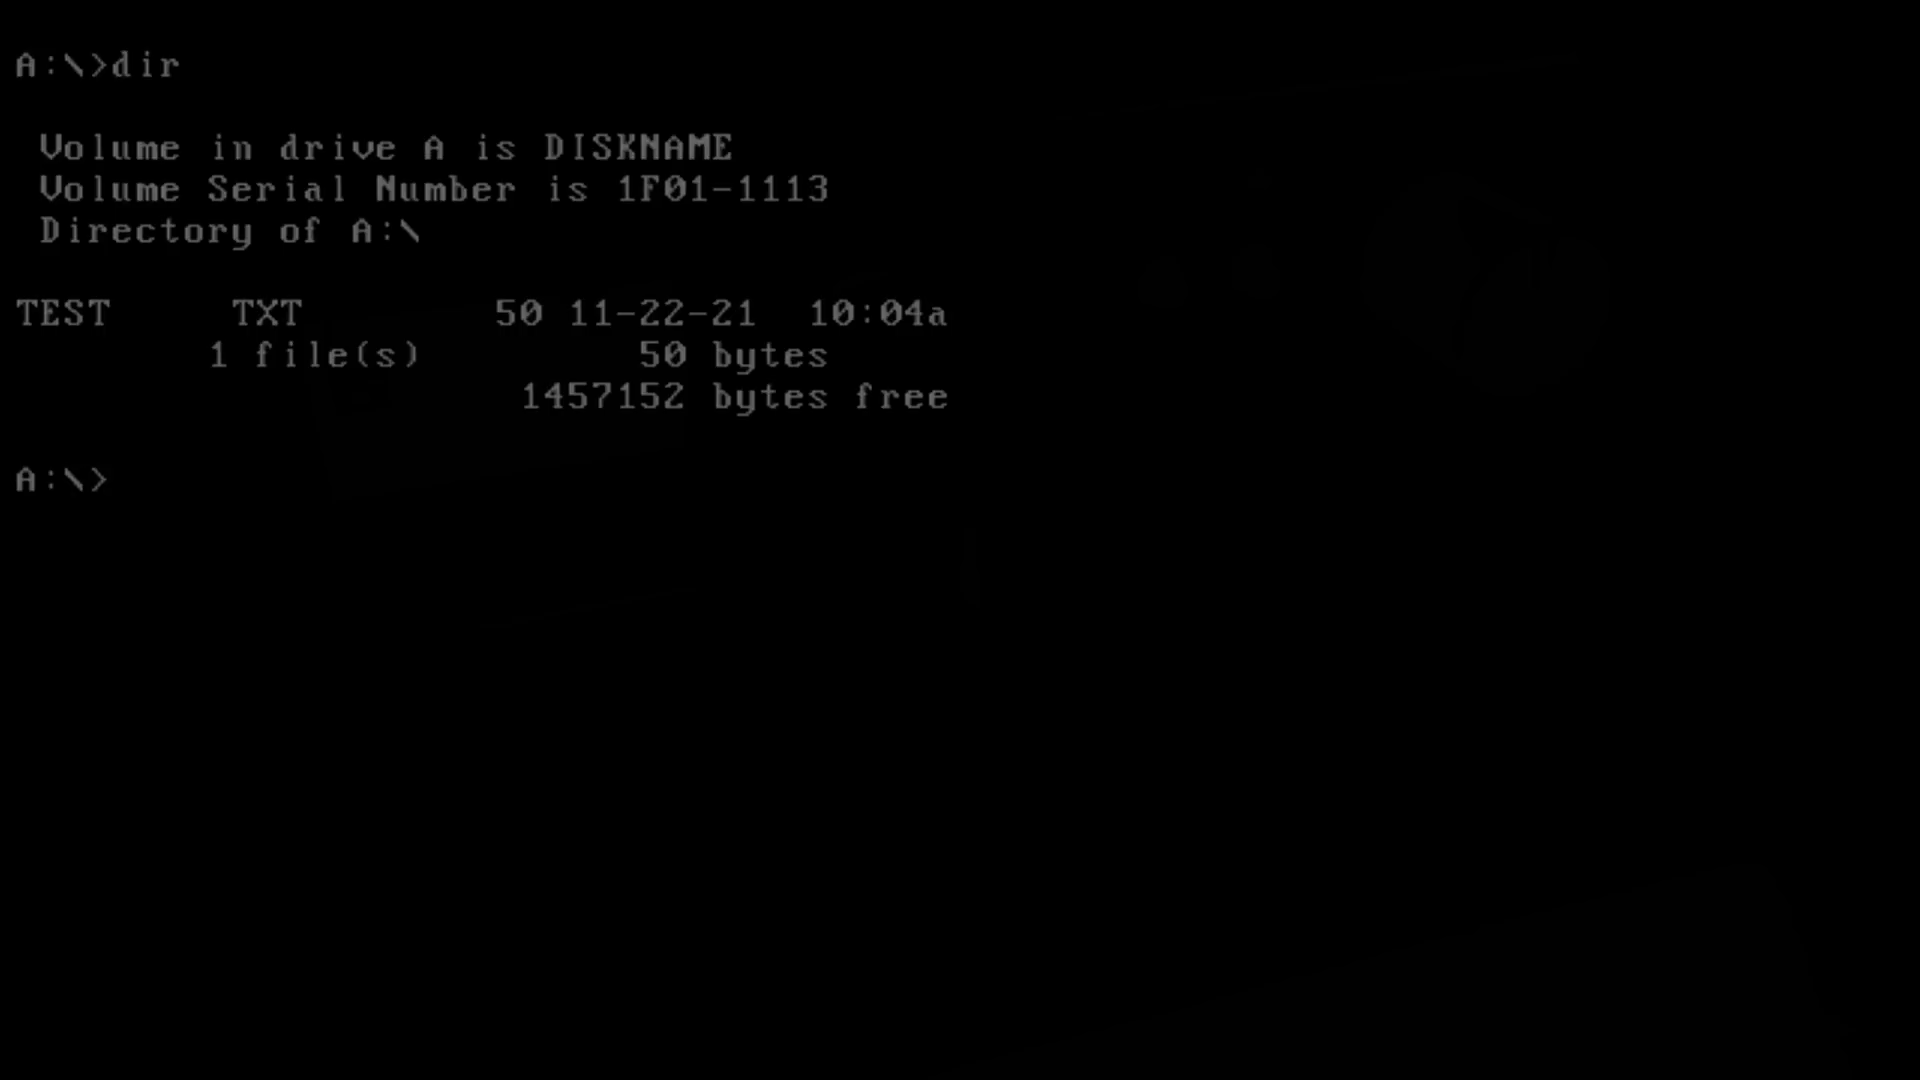 A:\>dir
Volume in drive A is DISKNAME
Volume Serial Number is 1F01-1113
Directory of A:\
TEST     TXT        50 11-22-21  10:04a
1 file(s)         50 bytes
1457152 bytes free
A:\>